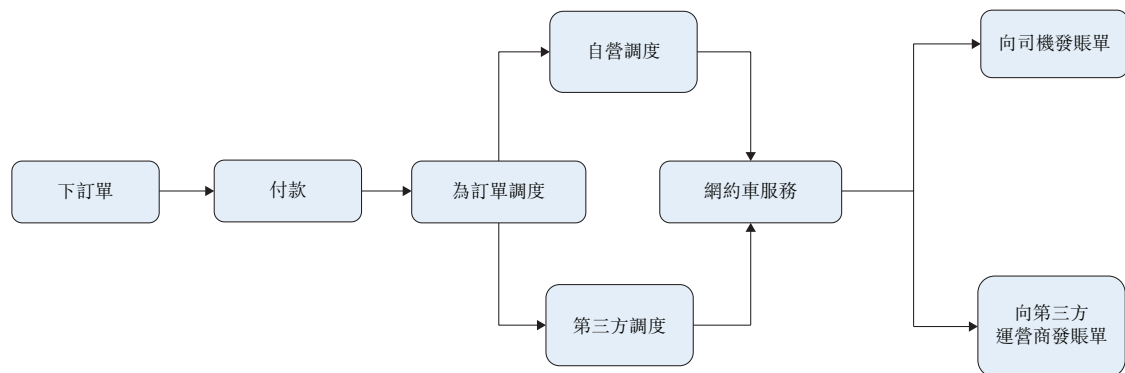 下訂單
付款
為訂單調度
自營調度
第三方調度
網約車服務
向司機發賬單
向第三方
運營商發賬單